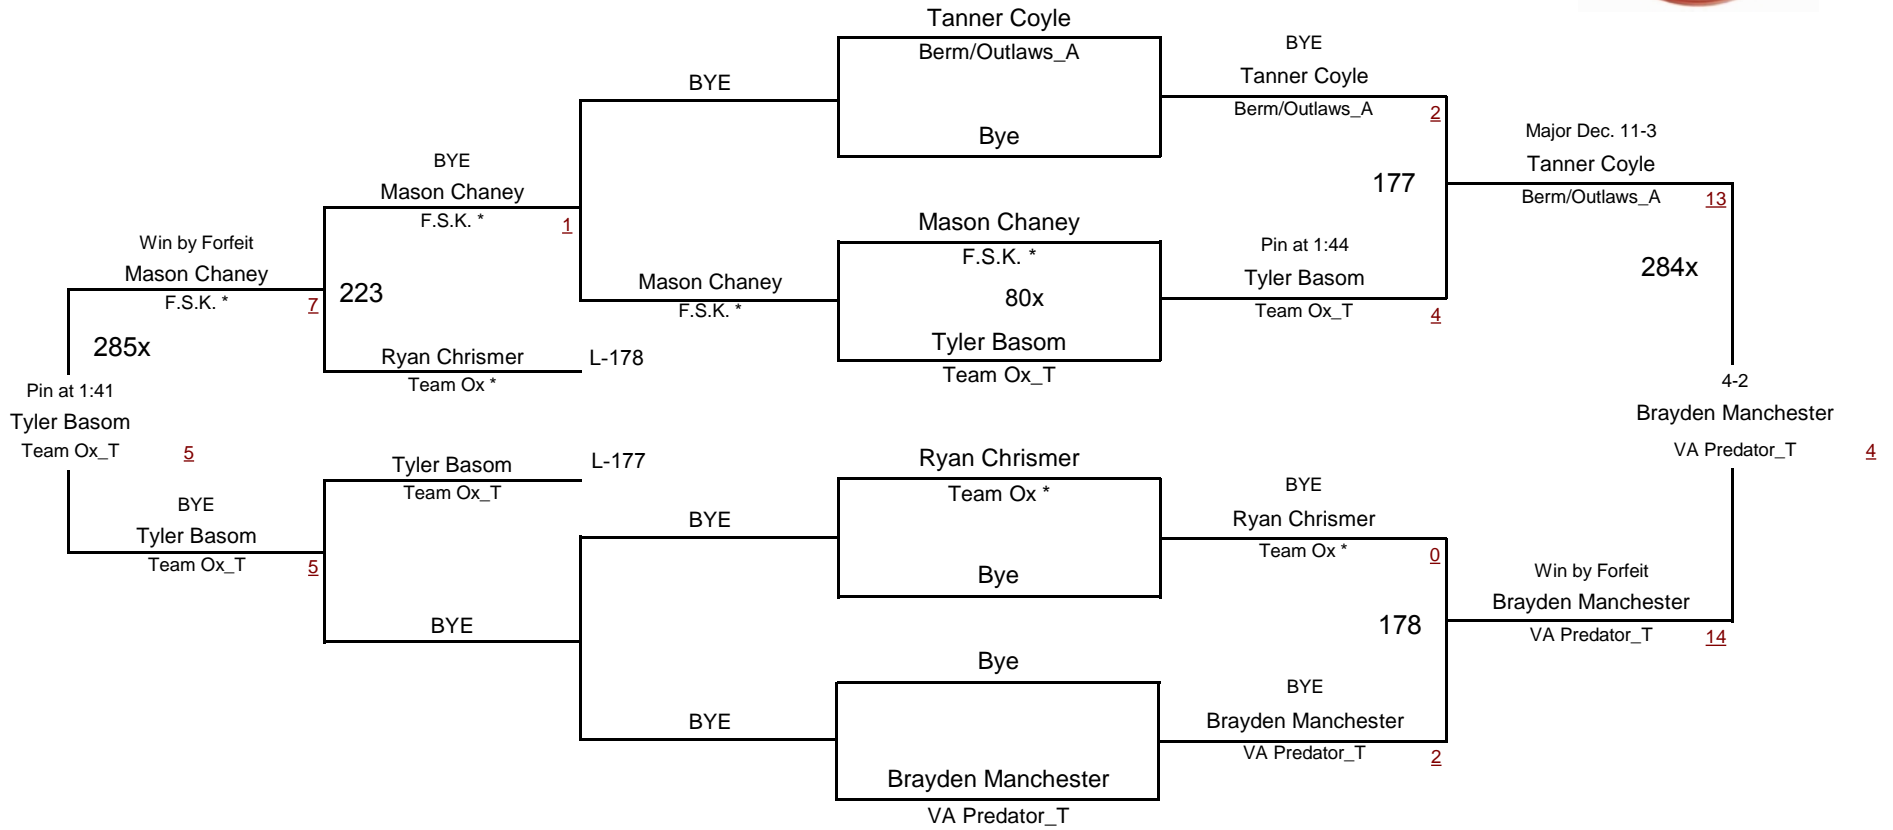 Tanner Coyle
Berm/Outlaws_A
Bye
BYE
Mason Chaney
F.S.K. *
80x
Tyler Basom
Team Ox_T
BYE
Tanner Coyle
Berm/Outlaws_A
2
177
Pin at 1:44
Tyler Basom
Team Ox_T
4
Major Dec. 11-3
Tanner Coyle
Berm/Outlaws_A
13
284x
4-2
Brayden Manchester
VA Predator_T
4
BYE
Mason Chaney
F.S.K. *
1
Mason Chaney
F.S.K. *
Win by Forfeit
Mason Chaney
F.S.K. *
7
223
Ryan Chrismer
L-178
Team Ox *
285x
Pin at 1:41
Tyler Basom
Team Ox_T
5
Tyler Basom
L-177
Team Ox_T
BYE
Tyler Basom
Team Ox_T
5
BYE
BYE
BYE
Ryan Chrismer
Team Ox *
Bye
Bye
Brayden Manchester
VA Predator_T
BYE
Ryan Chrismer
Team Ox *
0
178
BYE
Brayden Manchester
VA Predator_T
2
Win by Forfeit
Brayden Manchester
VA Predator_T
14